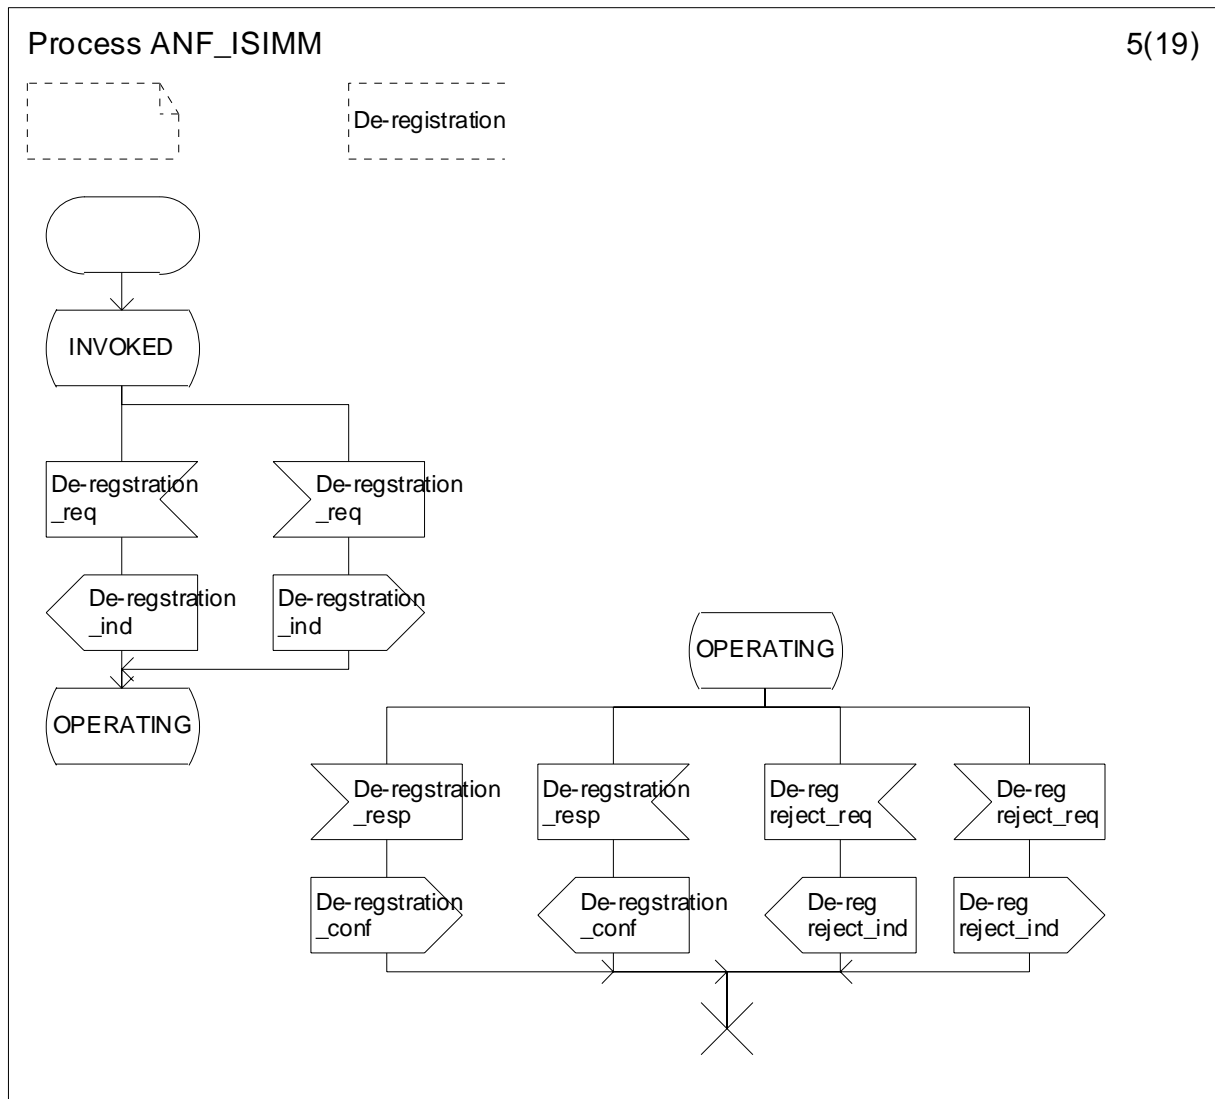 Process ANF_ISIMM
5(19)
De-registration
INVOKED
De-regstration
_req
De-regstration
_req
De-regstration
_ind
De-regstration
_ind
OPERATING
OPERATING
De-regstration
_resp
De-regstration
_resp
De-reg
reject_req
De-reg
reject_req
De-regstration
_conf
De-regstration
_conf
De-reg
reject_ind
De-reg
reject_ind